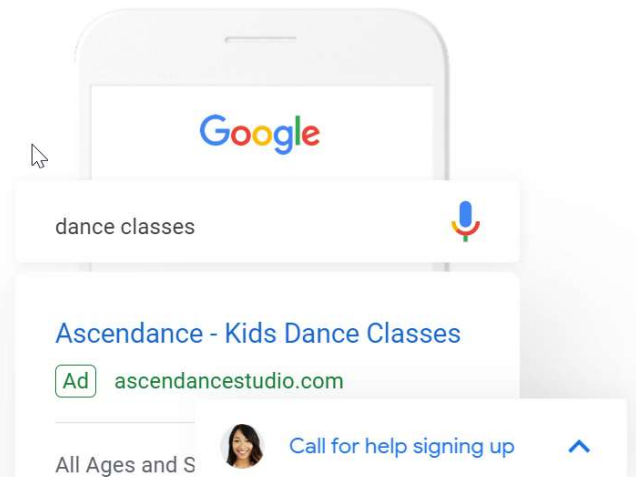 Google
dance classes
Ascendance - Kids Dance Classes
Ad ascendancestudio.com
All Ages and S
Call for help signing up